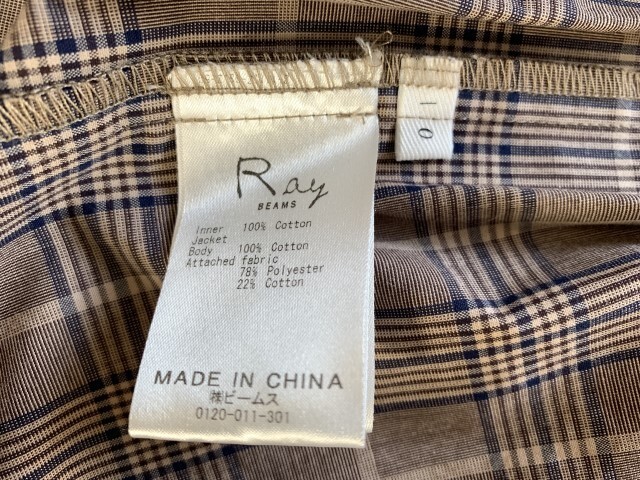 Ray
BEAMS
Inner 100% Cotton
Jacket
Body 100% Cotton
Attached fabric
78% Polyester
22% Cotton
MADE IN CHINA
㈱ビームス
0120-011-301
10